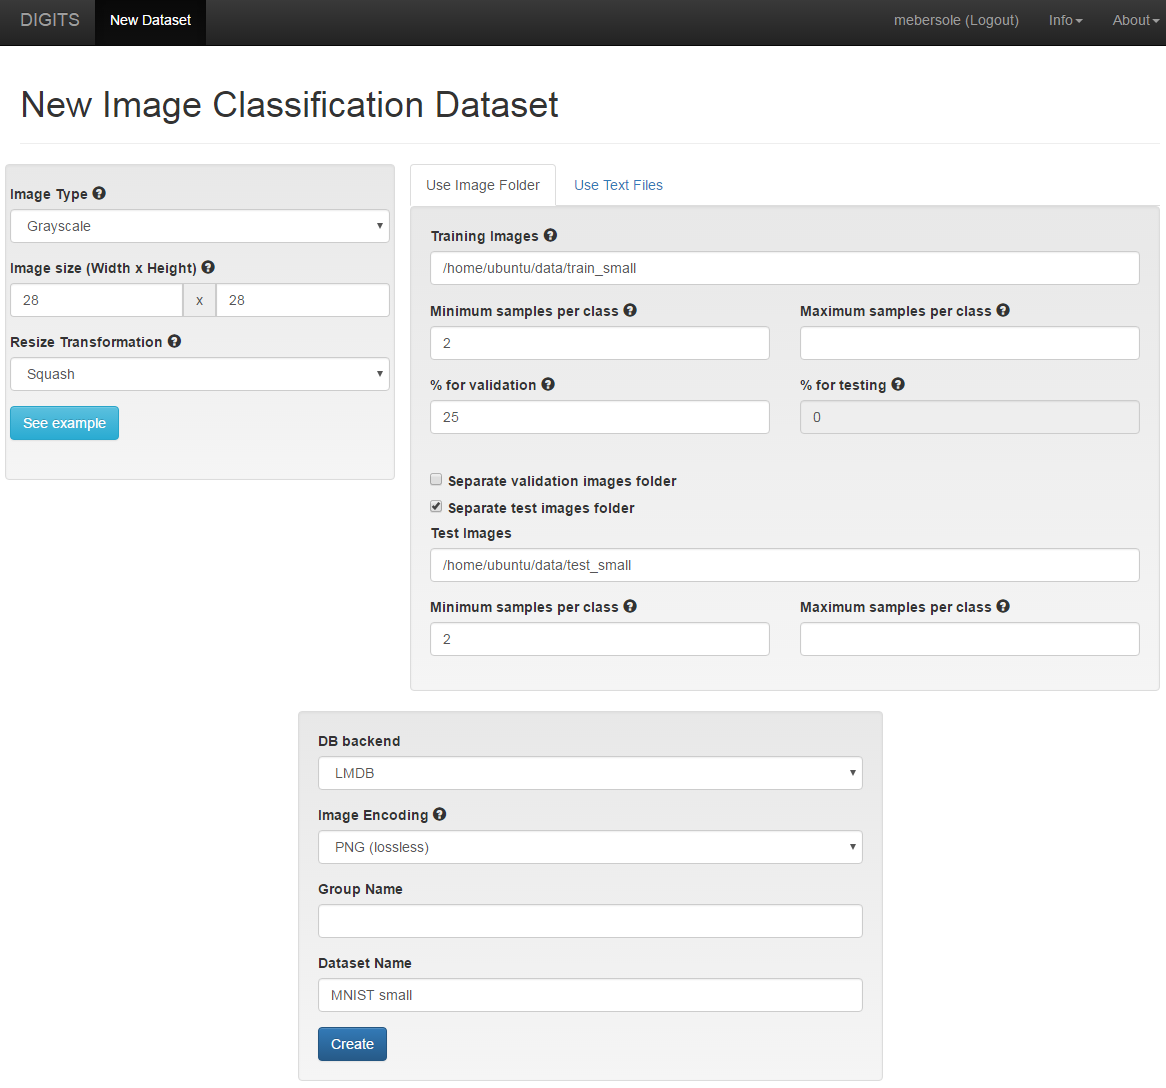 DIGITS New Dataset mebersole (Logout) Info About
New Image Classification Dataset
Image Type
Grayscale
Image size (Width x Height)
28 x 28
Resize Transformation
Squash
See example
Use Image Folder Use Text Files
Training Images
/home/ubuntu/data/train_small
Minimum samples per class Maximum samples per class
2
% for validation % for testing
25 0
Separate validation images folder
Separate test images folder
Test Images
/home/ubuntu/data/test_small
Minimum samples per class Maximum samples per class
2
DB backend
LMDB
Image Encoding
PNG (lossless)
Group Name
Dataset Name
MNIST small
Create